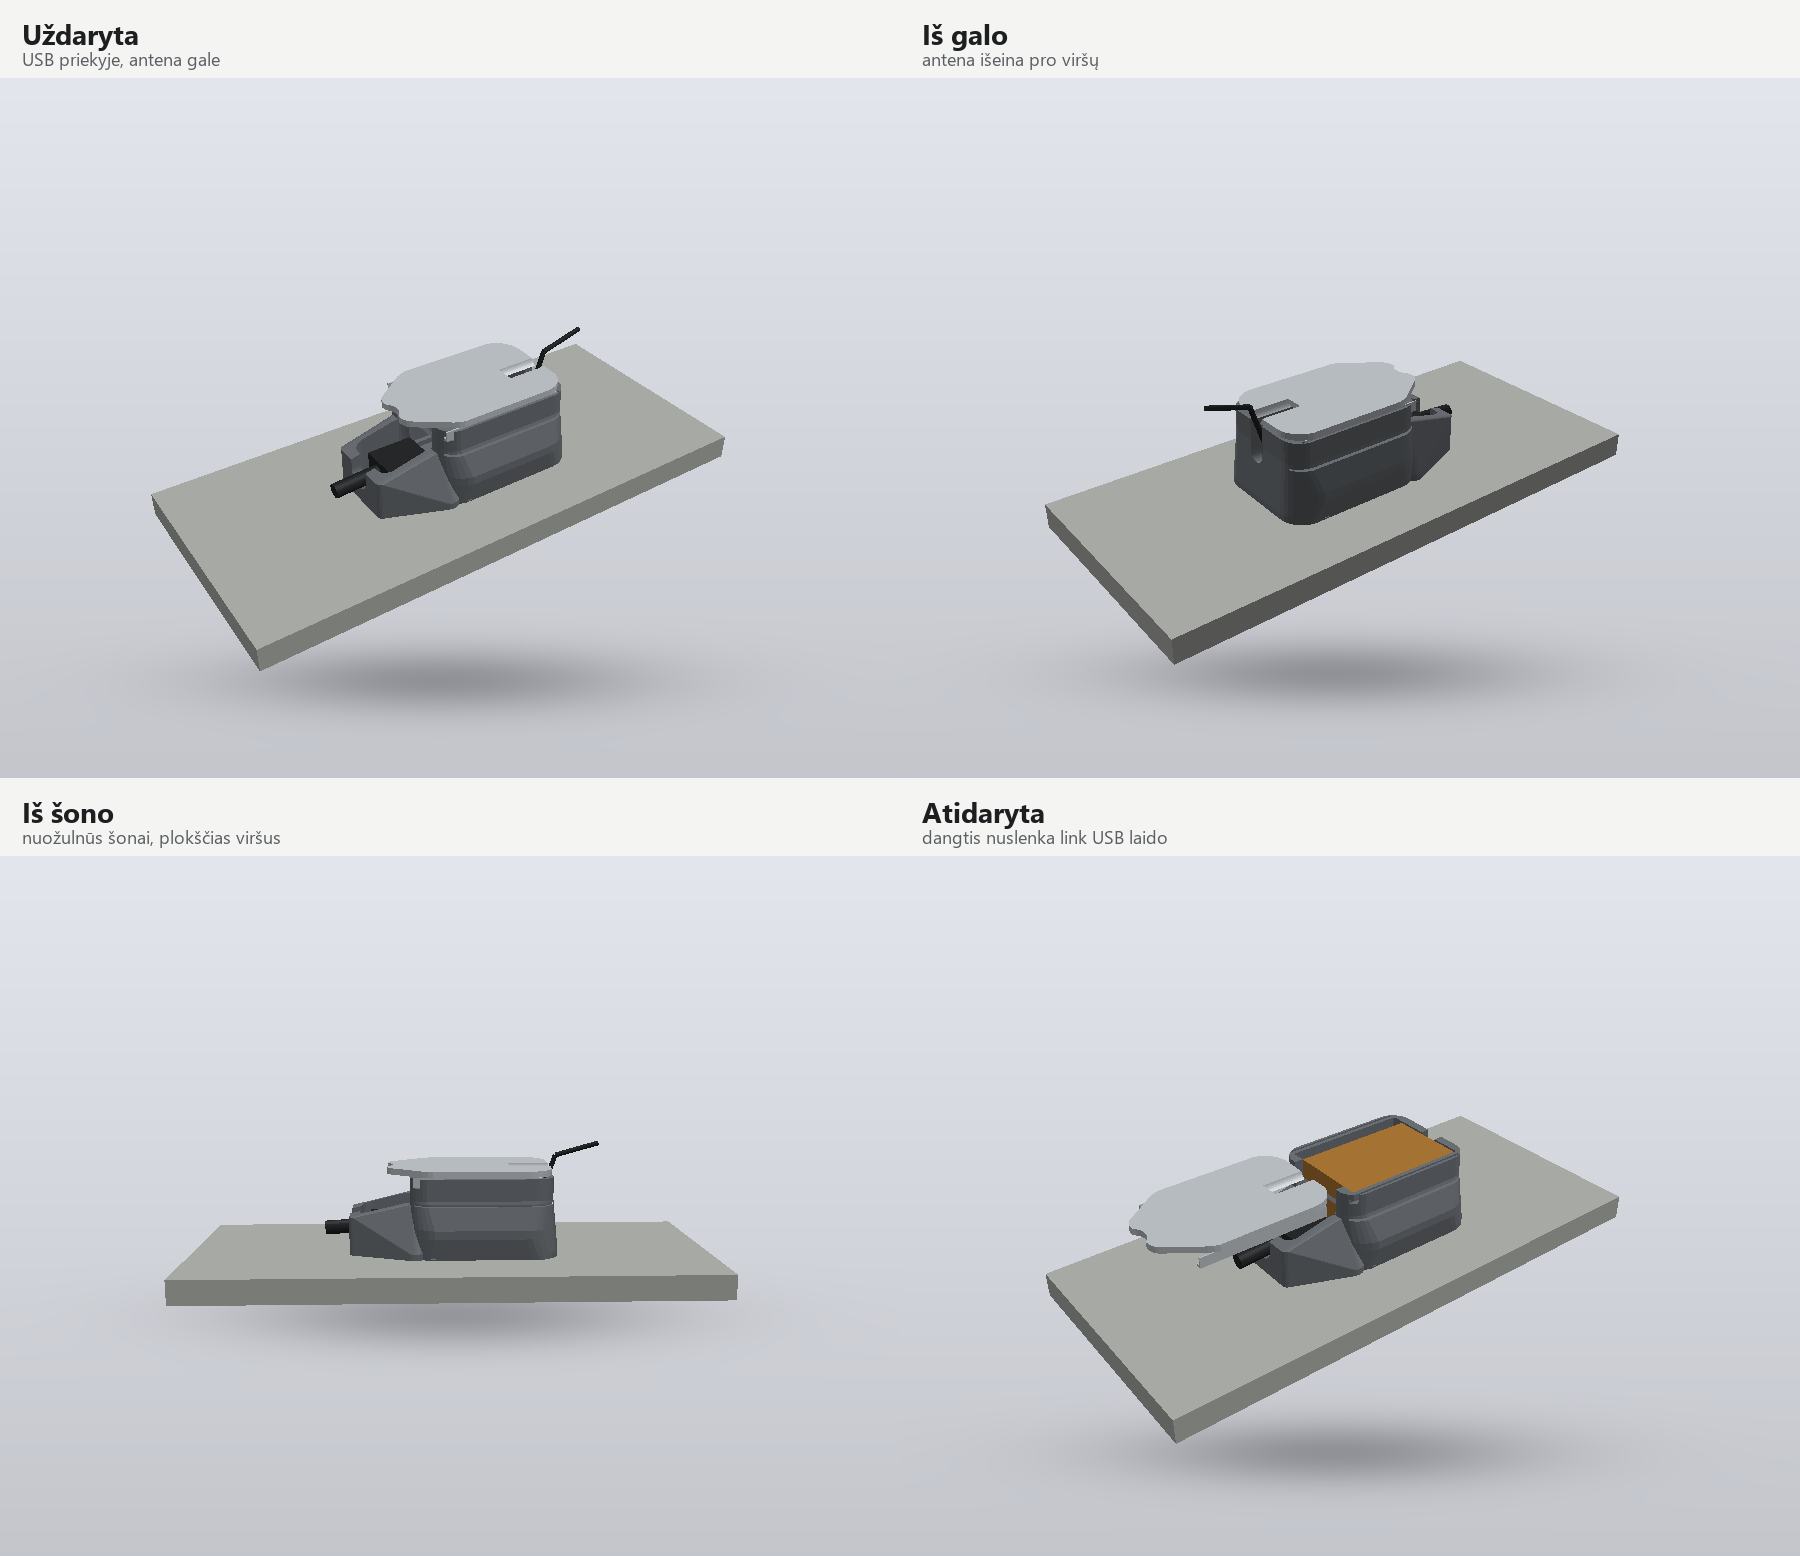 Uždaryta
USB priekyje, antena gale
Iš galo
antena išeina pro viršų
Iš šono
nuožulnūs šonai, plokščias viršus
Atidaryta
dangtis nuslenka link USB laido